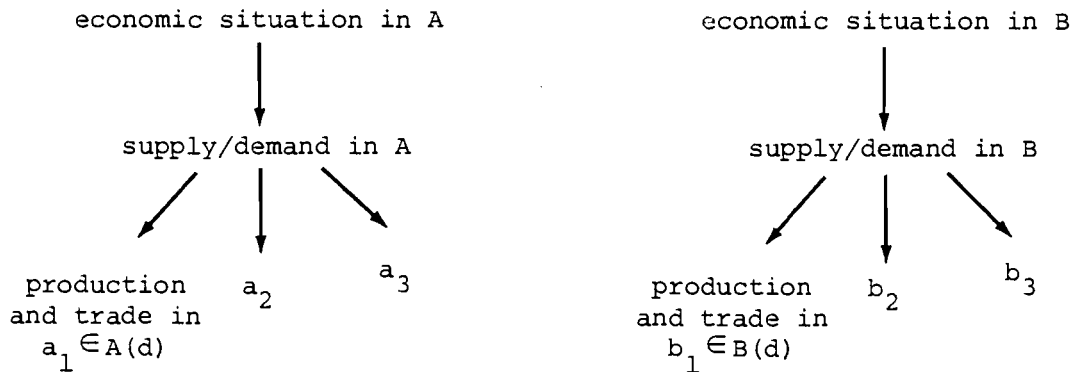 economic situation in A
economic situation in B
supply/demand in A
supply/demand in B
production
and trade in
a₁ ∈ A(d)
a₂
a₃
production
and trade in
b₁ ∈ B(d)
b₂
b₃